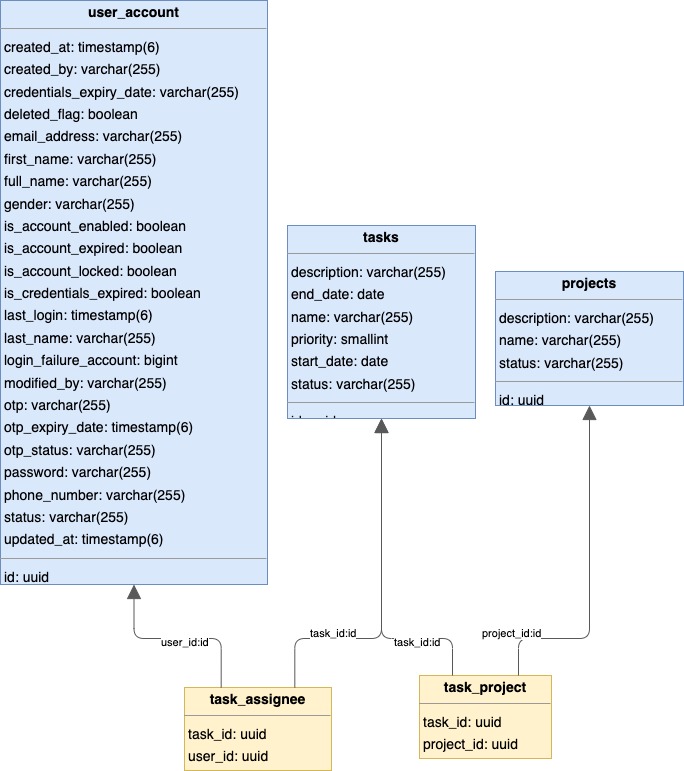 user_account
created_at: timestamp(6)
created_by: varchar(255)
credentials_expiry_date: varchar(255)
deleted_flag: boolean
email_address: varchar(255)
first_name: varchar(255)
full_name: varchar(255)
gender: varchar(255)
is_account_enabled: boolean
is_account_expired: boolean
is_account_locked: boolean
is_credentials_expired: boolean
last_login: timestamp(6)
last_name: varchar(255)
login_failure_account: bigint
modified_by: varchar(255)
otp: varchar(255)
otp_expiry_date: timestamp(6)
otp_status: varchar(255)
password: varchar(255)
phone_number: varchar(255)
status: varchar(255)
updated_at: timestamp(6)
id: uuid
tasks
description: varchar(255)
end_date: date
name: varchar(255)
priority: smallint
start_date: date
status: varchar(255)
projects
description: varchar(255)
name: varchar(255)
status: varchar(255)
id: uuid
user_id:id
task_id:id
task_id:id
project_id:id
task_assignee
task_id: uuid
user_id: uuid
task_project
task_id: uuid
project_id: uuid